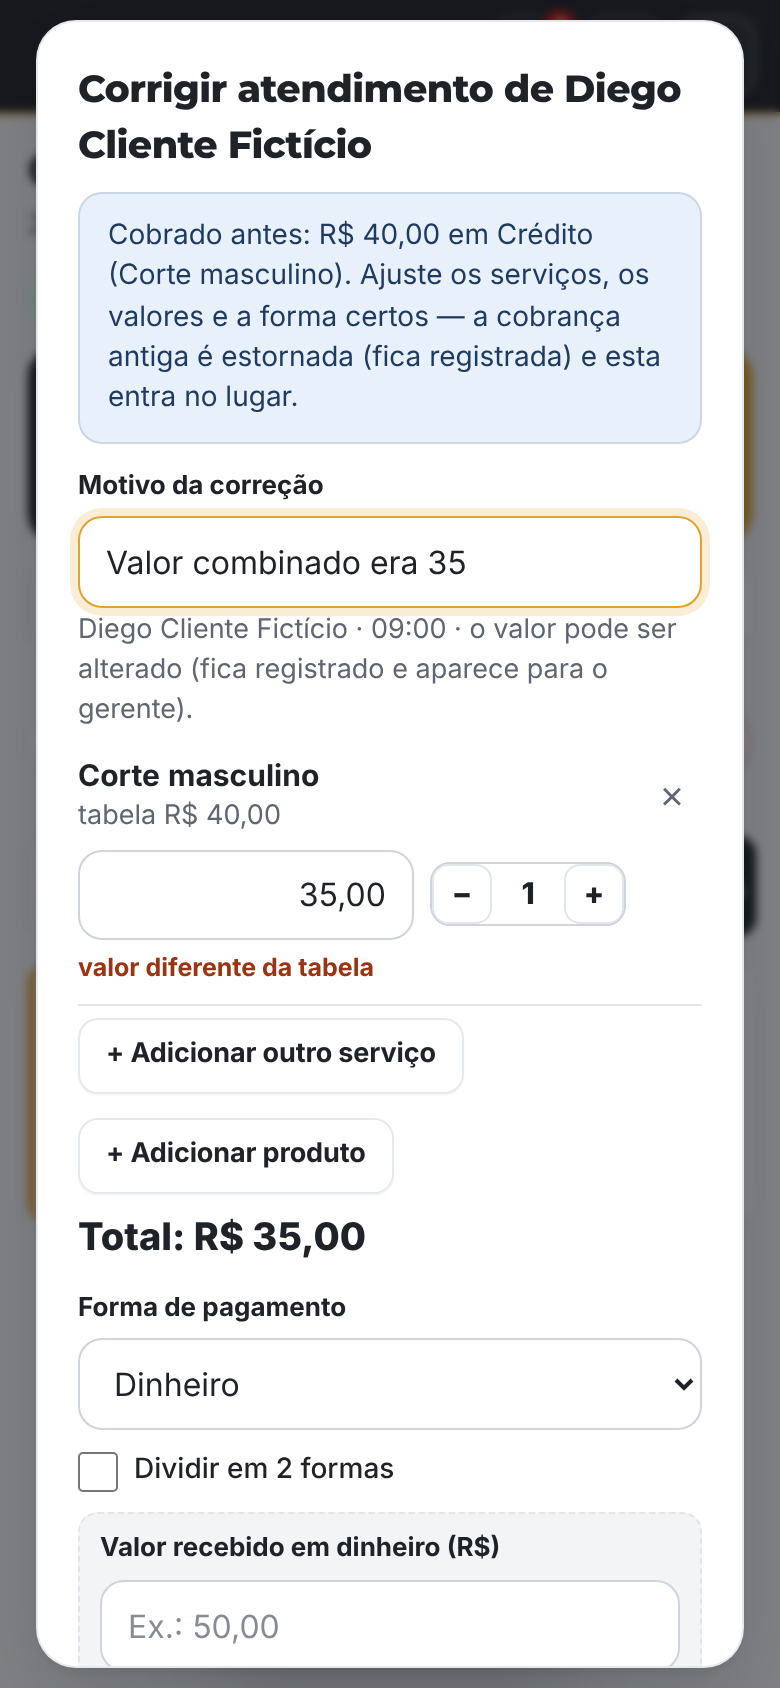 Corrigir atendimento de Diego
Cliente Fictício
Cobrado antes: R$ 40,00 em Crédito
(Corte masculino). Ajuste os serviços, os
valores e a forma certos — a cobrança
antiga é estornada (fica registrada) e esta
entra no lugar.
Motivo da correção
Valor combinado era 35
Diego Cliente Fictício · 09:00 · o valor pode ser
alterado (fica registrado e aparece para o
gerente).
Corte masculino
×
tabela R$ 40,00
35,00 − 1 +
valor diferente da tabela
+ Adicionar outro serviço
+ Adicionar produto
Total: R$ 35,00
Forma de pagamento
Dinheiro
Dividir em 2 formas
Valor recebido em dinheiro (R$)
Ex.: 50,00